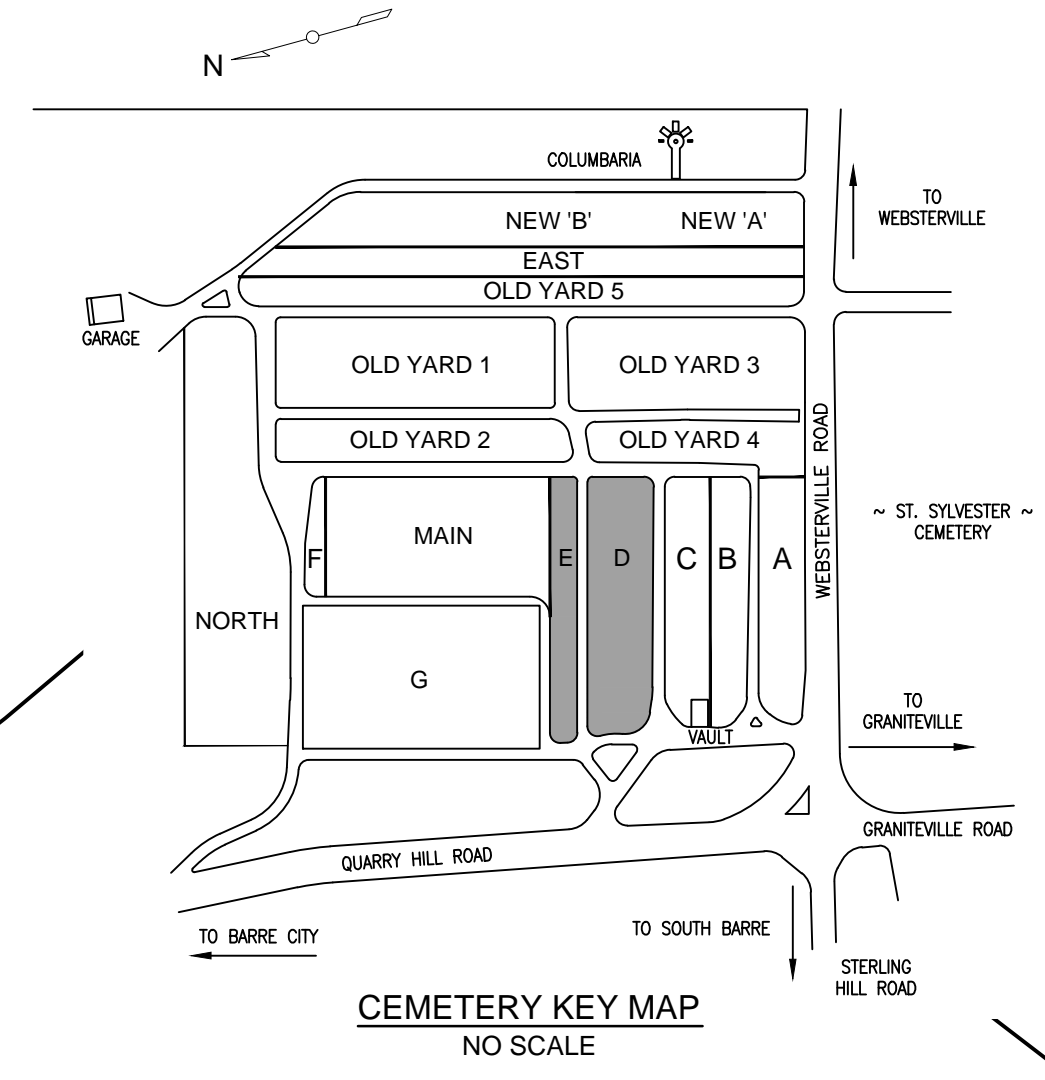 N
COLUMBARIA
TO
WEBSTERVILLE
NEW 'B'
NEW 'A'
EAST
OLD YARD 5
GARAGE
OLD YARD 1
OLD YARD 3
OLD YARD 2
OLD YARD 4
WEBSTERVILLE ROAD
~ ST. SYLVESTER ~
CEMETERY
MAIN
F
E
D
C
B
A
NORTH
G
TO
GRANITEVILLE
VAULT
GRANITEVILLE ROAD
QUARRY HILL ROAD
TO BARRE CITY
TO SOUTH BARRE
STERLING
HILL ROAD
CEMETERY KEY MAP
NO SCALE